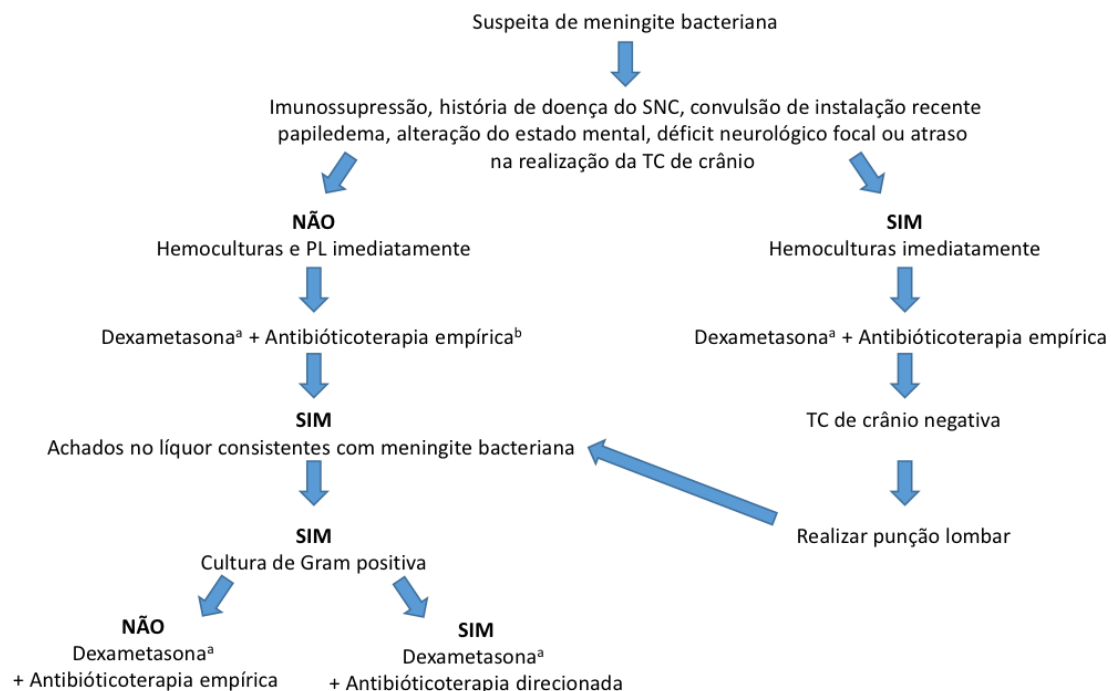 Suspeita de meningite bacteriana
Imunossupressão, história de doença do SNC, convulsão de instalação recente
papiledema, alteração do estado mental, déficit neurológico focal ou atraso
na realização da TC de crânio
NÃO
Hemoculturas e PL imediatamente
SIM
Hemoculturas imediatamente
Dexametasonaᵃ + Antibióticoterapia empíricaᵇ
Dexametasonaᵃ + Antibióticoterapia empírica
SIM
Achados no líquor consistentes com meningite bacteriana
TC de crânio negativa
SIM
Cultura de Gram positiva
Realizar punção lombar
NÃO
Dexametasonaᵃ
+ Antibióticoterapia empírica
SIM
Dexametasonaᵃ
+ Antibióticoterapia direcionada